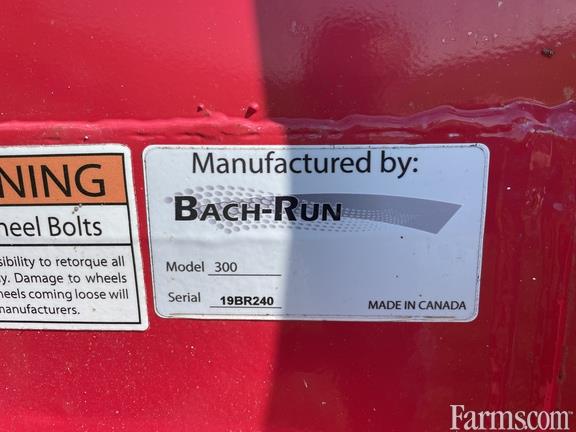 NING
heel Bolts
sibility to retorque all
y. Damage to wheels
heels coming loose will
manufacturers.
Manufactured by:
BACH-RUN
Model 300
Serial 19BR240
MADE IN CANADA
Farms.com